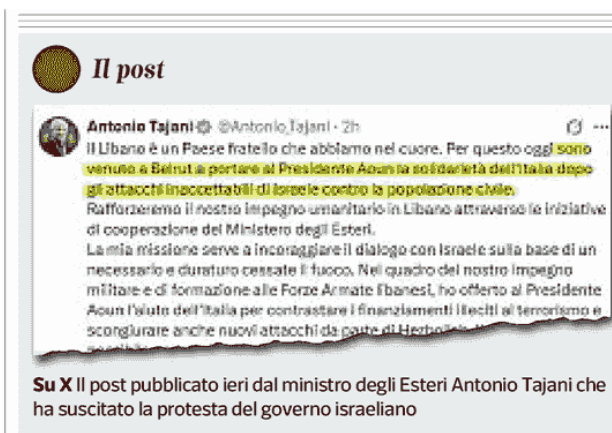 Il post
Antonio Tajani @Antonio_Tajani · 2h
Il Libano è un Paese fratello che abbiamo nel cuore. Per questo oggi sono
venuto a Beirut a portare al Presidente Aoun la solidarietà dell'Italia dopo
gli attacchi inaccettabili di Israele contro la popolazione civile.
Rafforzeremo il nostro impegno umanitario in Libano attraverso le iniziative
di cooperazione del Ministero degli Esteri.
La mia missione serve a incoraggiare il dialogo con Israele sulla base di un
necessario e duraturo cessate il fuoco. Nel quadro del nostro impegno
militare e di formazione alle Forze Armate libanesi, ho offerto al Presidente
Aoun l'aiuto dell'Italia per contrastare i finanziamenti illeciti al terrorismo e
scongiurare anche nuovi attacchi da parte di
Su X Il post pubblicato ieri dal ministro degli Esteri Antonio Tajani che
ha suscitato la protesta del governo israeliano